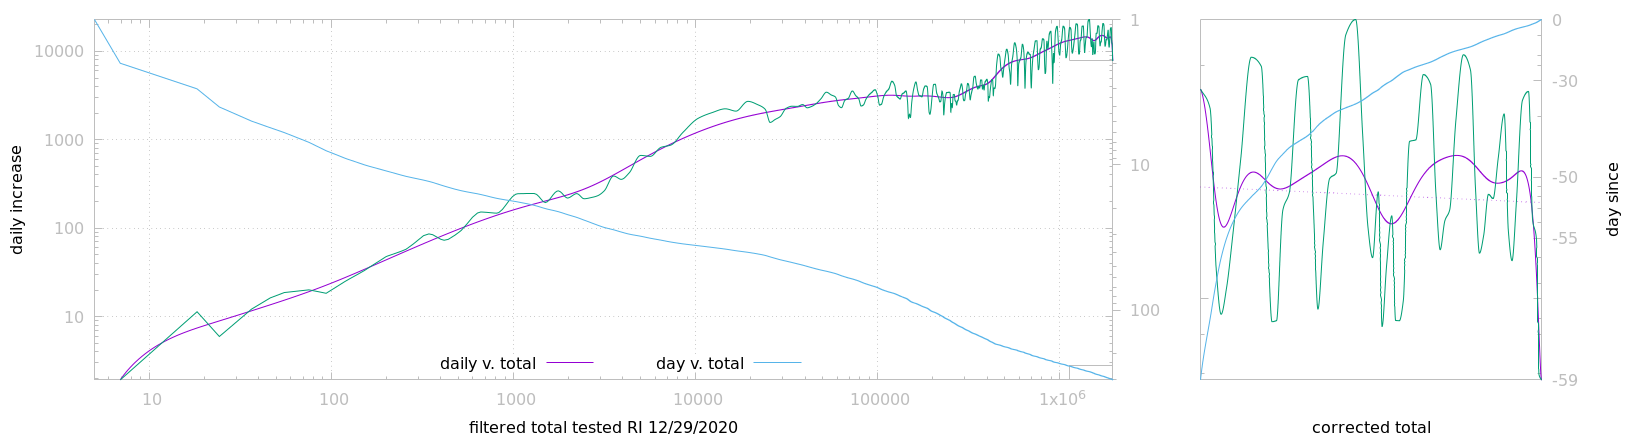 10000
1000
100
10
daily increase
10
100
1000
10000
100000
1x10^6
filtered total tested RI 12/29/2020
daily v. total
day v. total
1
10
100
0
-30
-50
-55
-59
day since
corrected total